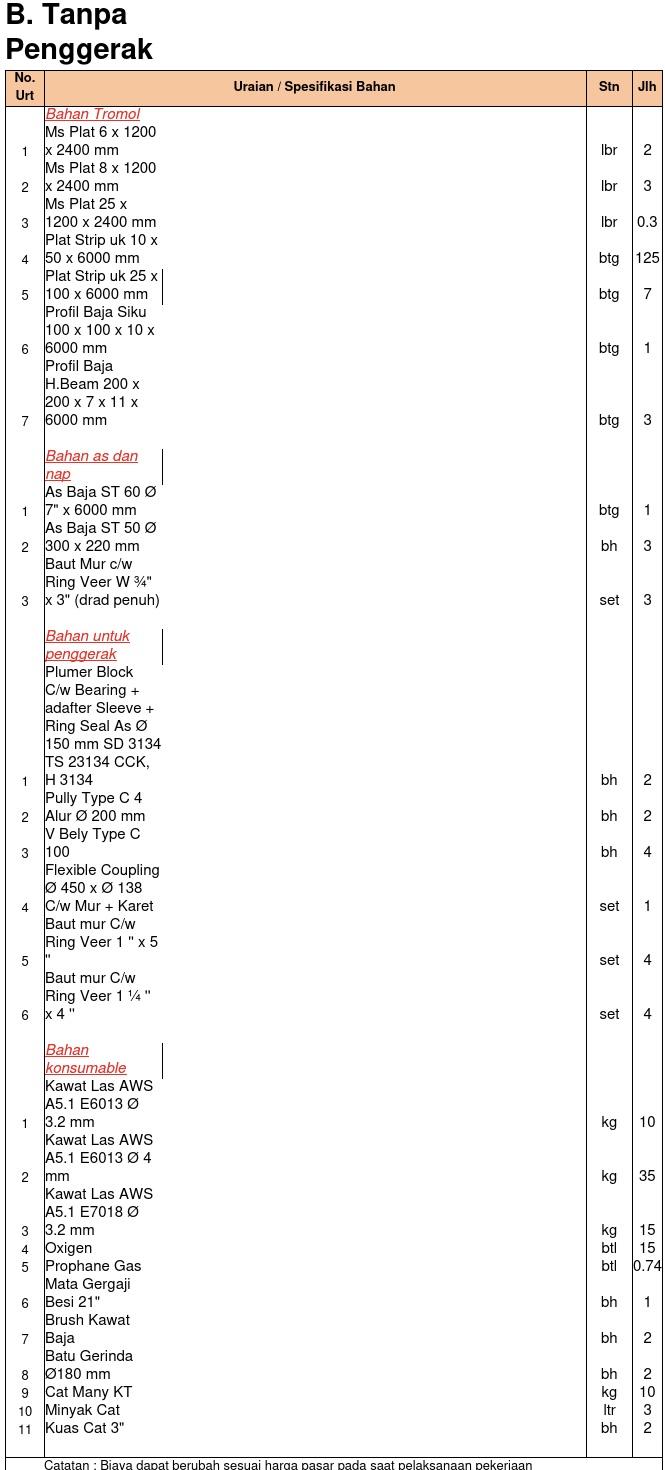 B. Tanpa
Penggerak
No.
Urt
Uraian / Spesifikasi Bahan
Stn
Jlh
Bahan Tromol
Ms Plat 6 x 1200
1 x 2400 mm lbr 2
Ms Plat 8 x 1200
2 x 2400 mm lbr 3
Ms Plat 25 x
3 1200 x 2400 mm lbr 0.3
Plat Strip uk 10 x
4 50 x 6000 mm btg 125
Plat Strip uk 25 x
5 100 x 6000 mm btg 7
Profil Baja Siku
100 x 100 x 10 x
6 6000 mm btg 1
Profil Baja
H.Beam 200 x
200 x 7 x 11 x
7 6000 mm btg 3
Bahan as dan
nap
As Baja ST 60 Ø
1 7" x 6000 mm btg 1
As Baja ST 50 Ø
2 300 x 220 mm bh 3
Baut Mur c/w
Ring Veer W ¾"
3 x 3" (drad penuh) set 3
Bahan untuk
penggerak
Plumer Block
C/w Bearing +
adafter Sleeve +
Ring Seal As Ø
150 mm SD 3134
TS 23134 CCK,
1 H 3134 bh 2
Pully Type C 4
2 Alur Ø 200 mm bh 2
V Bely Type C
3 100 bh 4
Flexible Coupling
Ø 450 x Ø 138
4 C/w Mur + Karet set 1
Baut mur C/w
Ring Veer 1 " x 5
5 " set 4
Baut mur C/w
Ring Veer 1 ¼ "
6 x 4 " set 4
Bahan
konsumable
Kawat Las AWS
A5.1 E6013 Ø
1 3.2 mm kg 10
Kawat Las AWS
A5.1 E6013 Ø 4
2 mm kg 35
Kawat Las AWS
A5.1 E7018 Ø
3 3.2 mm kg 15
4 Oxigen btl 15
5 Prophane Gas btl 0.74
Mata Gergaji
6 Besi 21" bh 1
Brush Kawat
7 Baja bh 2
Batu Gerinda
8 Ø180 mm bh 2
9 Cat Many KT kg 10
10 Minyak Cat ltr 3
11 Kuas Cat 3" bh 2
Catatan : Biaya dapat berubah sesuai harga pasar pada saat pelaksanaan pekerjaan